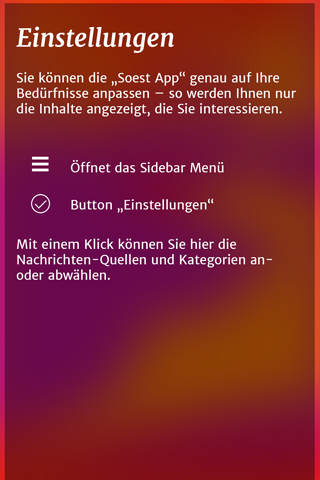 Einstellungen
Sie können die „Soest App“ genau auf Ihre
Bedürfnisse anpassen – so werden Ihnen nur
die Inhalte angezeigt, die Sie interessieren.
Öffnet das Sidebar Menü
Button „Einstellungen“
Mit einem Klick können Sie hier die
Nachrichten-Quellen und Kategorien an-
oder abwählen.